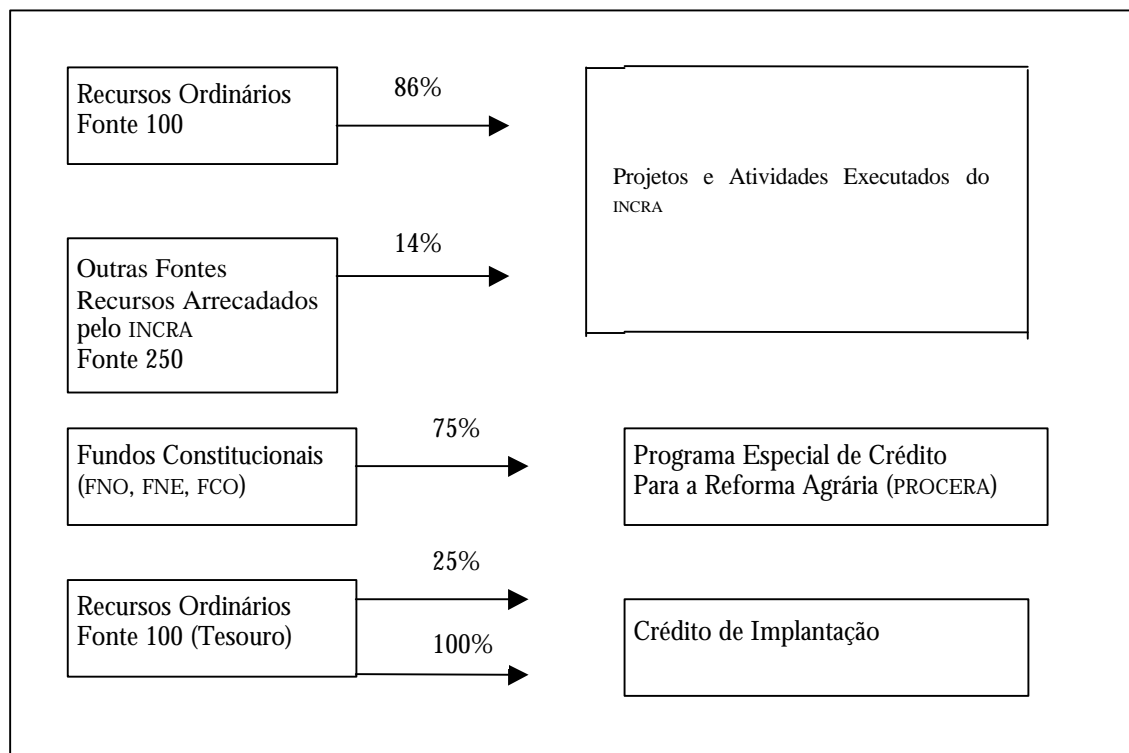 Recursos Ordinários
Fonte 100
86%
Projetos e Atividades Executados do
INCRA
Outras Fontes
Recursos Arrecadados
pelo INCRA
Fonte 250
14%
Fundos Constitucionais
(FNO, FNE, FCO)
75%
Programa Especial de Crédito
Para a Reforma Agrária (PROCERA)
Recursos Ordinários
Fonte 100 (Tesouro)
25%
100%
Crédito de Implantação